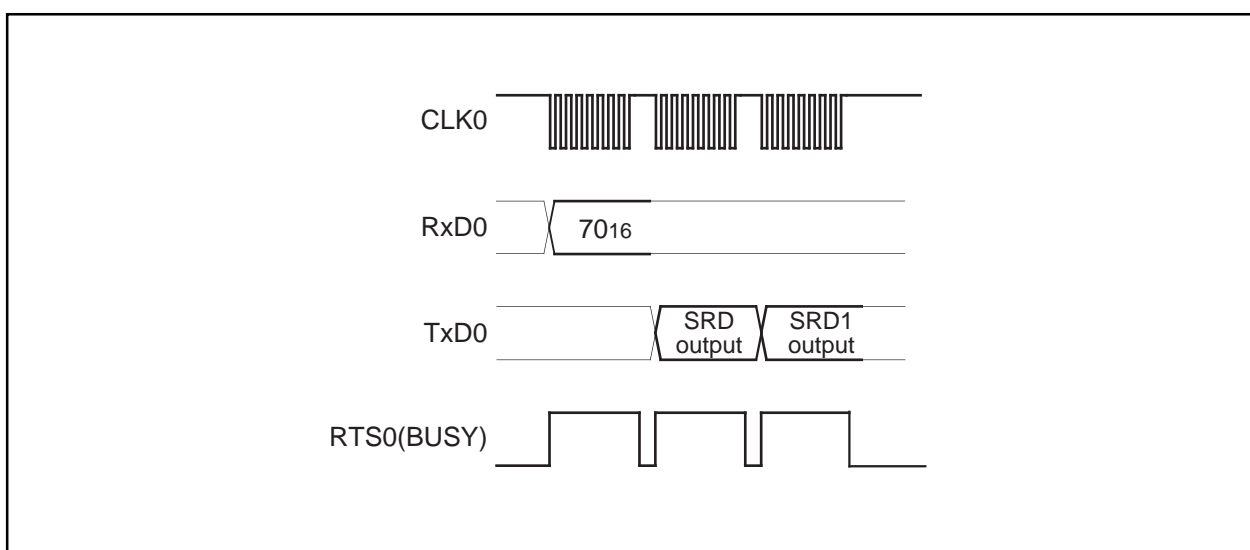 CLK0
RxD0
7016
TxD0
SRD
output
SRD1
output
RTS0(BUSY)